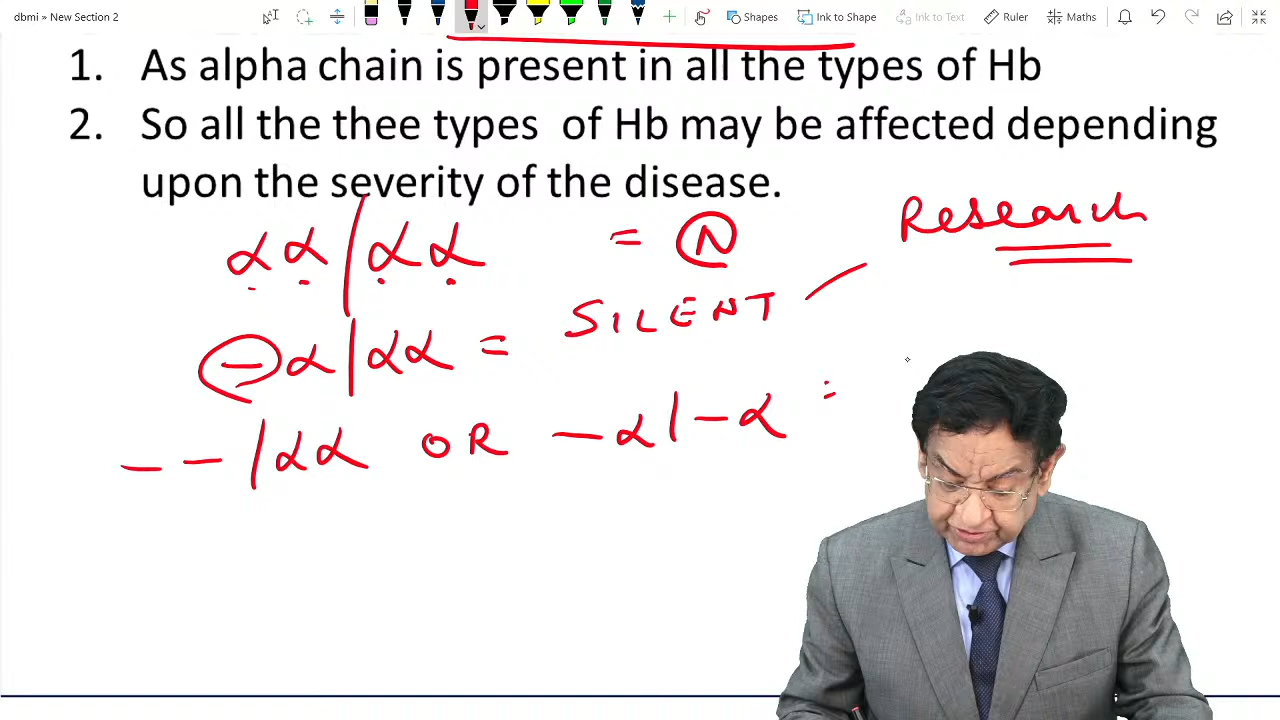 dbmi » New Section 2 Shapes Ink to Shape Ink to Text Ruler Maths
1. As alpha chain is present in all the types of Hb
2. So all the thee types of Hb may be affected depending
upon the severity of the disease.
Research
αα/αα = N
SILENT
-α/αα =
--/αα OR -α/-α =